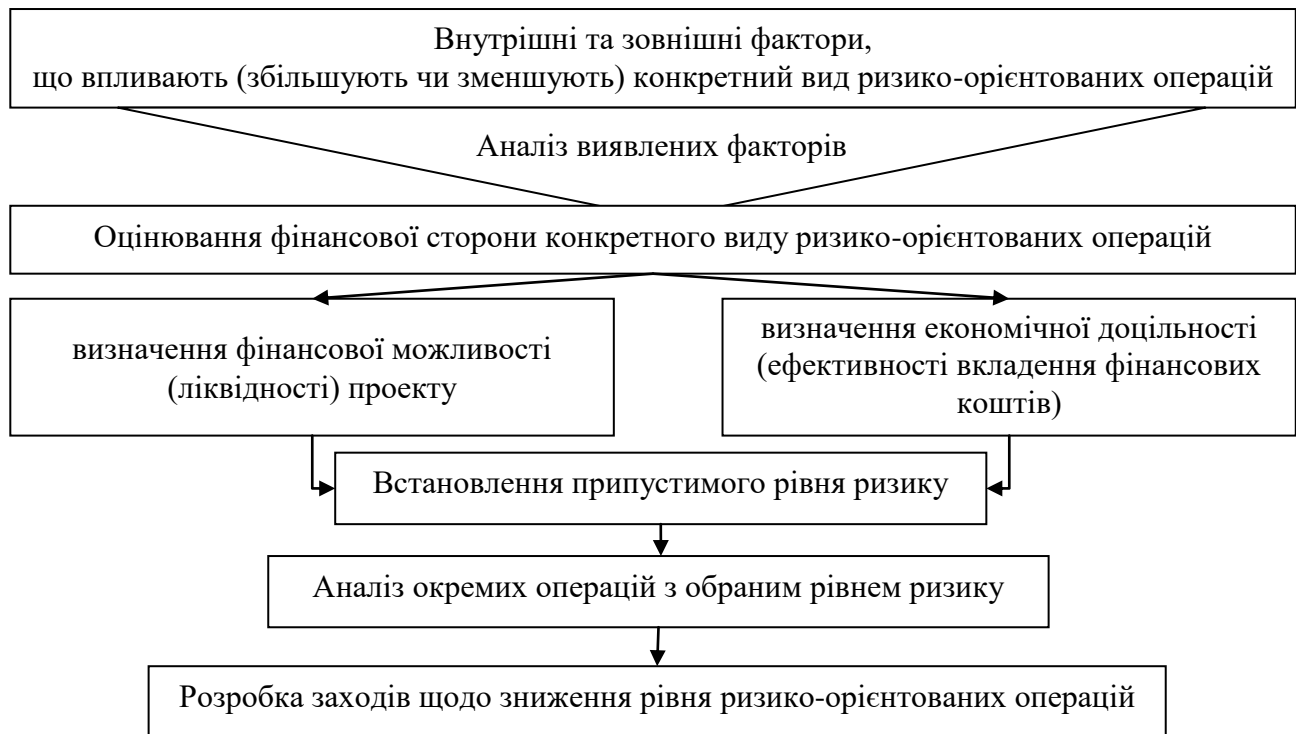 Внутрішні та зовнішні фактори,
що впливають (збільшують чи зменшують) конкретний вид ризико-орієнтованих операцій
Аналіз виявлених факторів
Оцінювання фінансової сторони конкретного виду ризико-орієнтованих операцій
визначення фінансової можливості
(ліквідності) проекту
визначення економічної доцільності
(ефективності вкладення фінансових
коштів)
Встановлення припустимого рівня ризику
Аналіз окремих операцій з обраним рівнем ризику
Розробка заходів щодо зниження рівня ризико-орієнтованих операцій